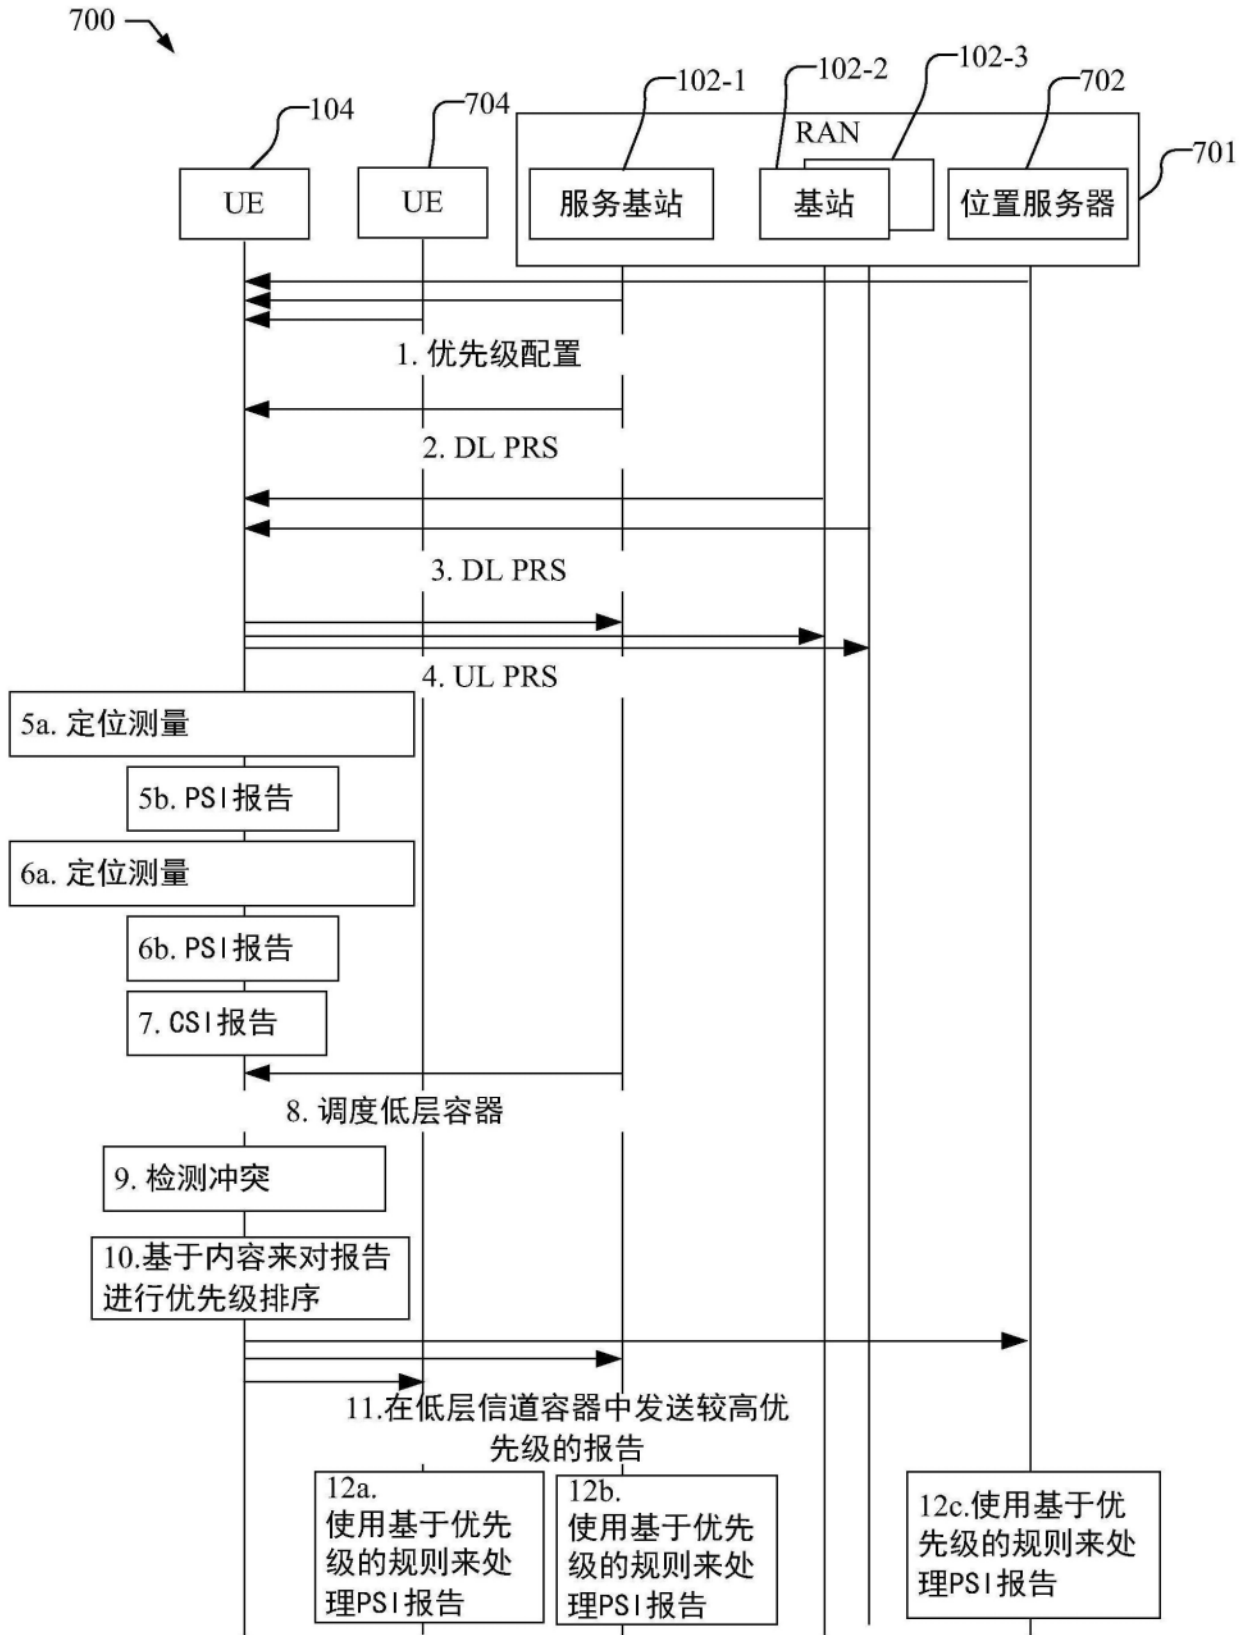 700
102-1
102-2
102-3
702
104
704
RAN
701
UE
UE
服务基站
基站
位置服务器
1. 优先级配置
2. DL PRS
3. DL PRS
4. UL PRS
5a. 定位测量
5b. PSI报告
6a. 定位测量
6b. PSI报告
7. CSI报告
8. 调度低层容器
9. 检测冲突
10.基于内容来对报告
进行优先级排序
11.在低层信道容器中发送较高优
先级的报告
12a.
使用基于优先
级的规则来处
理PSI报告
12b.
使用基于优先
级的规则来处
理PSI报告
12c.使用基于优
先级的规则来处
理PSI报告